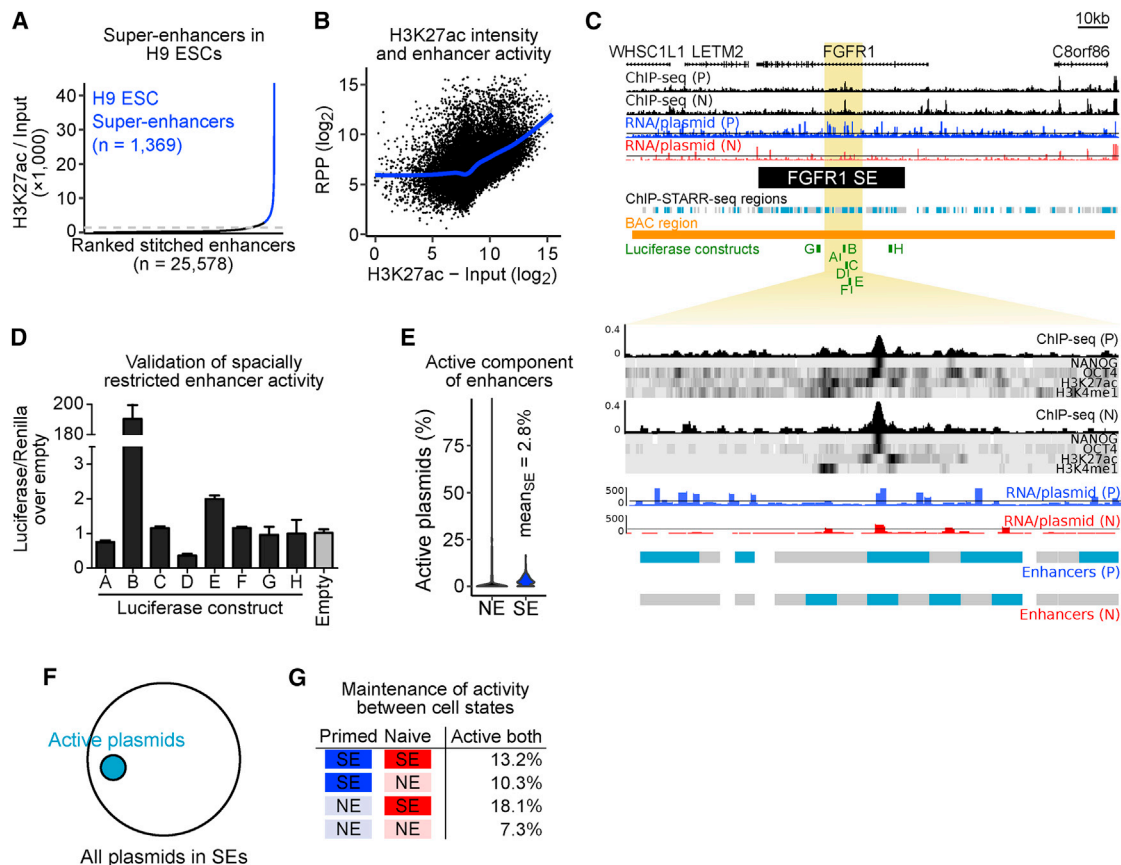 A
Super-enhancers in
H9 ESCs
H3K27ac / Input
(×1,000)
40
30
20
10
0
H9 ESC
Super-enhancers
(n = 1,369)
Ranked stitched enhancers
(n = 25,578)
B
H3K27ac intensity
and enhancer activity
RPP (log2)
16
13
9
6
3
0
0
5
10
15
H3K27ac − Input (log2)
C
10kb
WHSC1L1 LETM2 FGFR1 C8orf86
ChIP-seq (P)
ChIP-seq (N)
RNA/plasmid (P)
RNA/plasmid (N)
FGFR1 SE
ChIP-STARR-seq regions
BAC region
Luciferase constructs
G
B
H
A
C
D
E
F
0.4
ChIP-seq (P)
0
NANOG
OCT4
H3K27ac
H3K4me1
0.4
ChIP-seq (N)
0
NANOG
OCT4
H3K27ac
H3K4me1
500
RNA/plasmid (P)
0
500
RNA/plasmid (N)
0
Enhancers (P)
Enhancers (N)
D
Validation of spacially
restricted enhancer activity
Luciferase/Renilla
over empty
200
180
3
2
1
0
A B C D E F G H Empty
Luciferase construct
E
Active component
of enhancers
Active plasmids (%)
75
50
25
0
meanSE = 2.8%
NE SE
F
Active plasmids
All plasmids in SEs
G
Maintenance of activity
between cell states
Primed Naive Active both
SE SE 13.2%
SE NE 10.3%
NE SE 18.1%
NE NE 7.3%